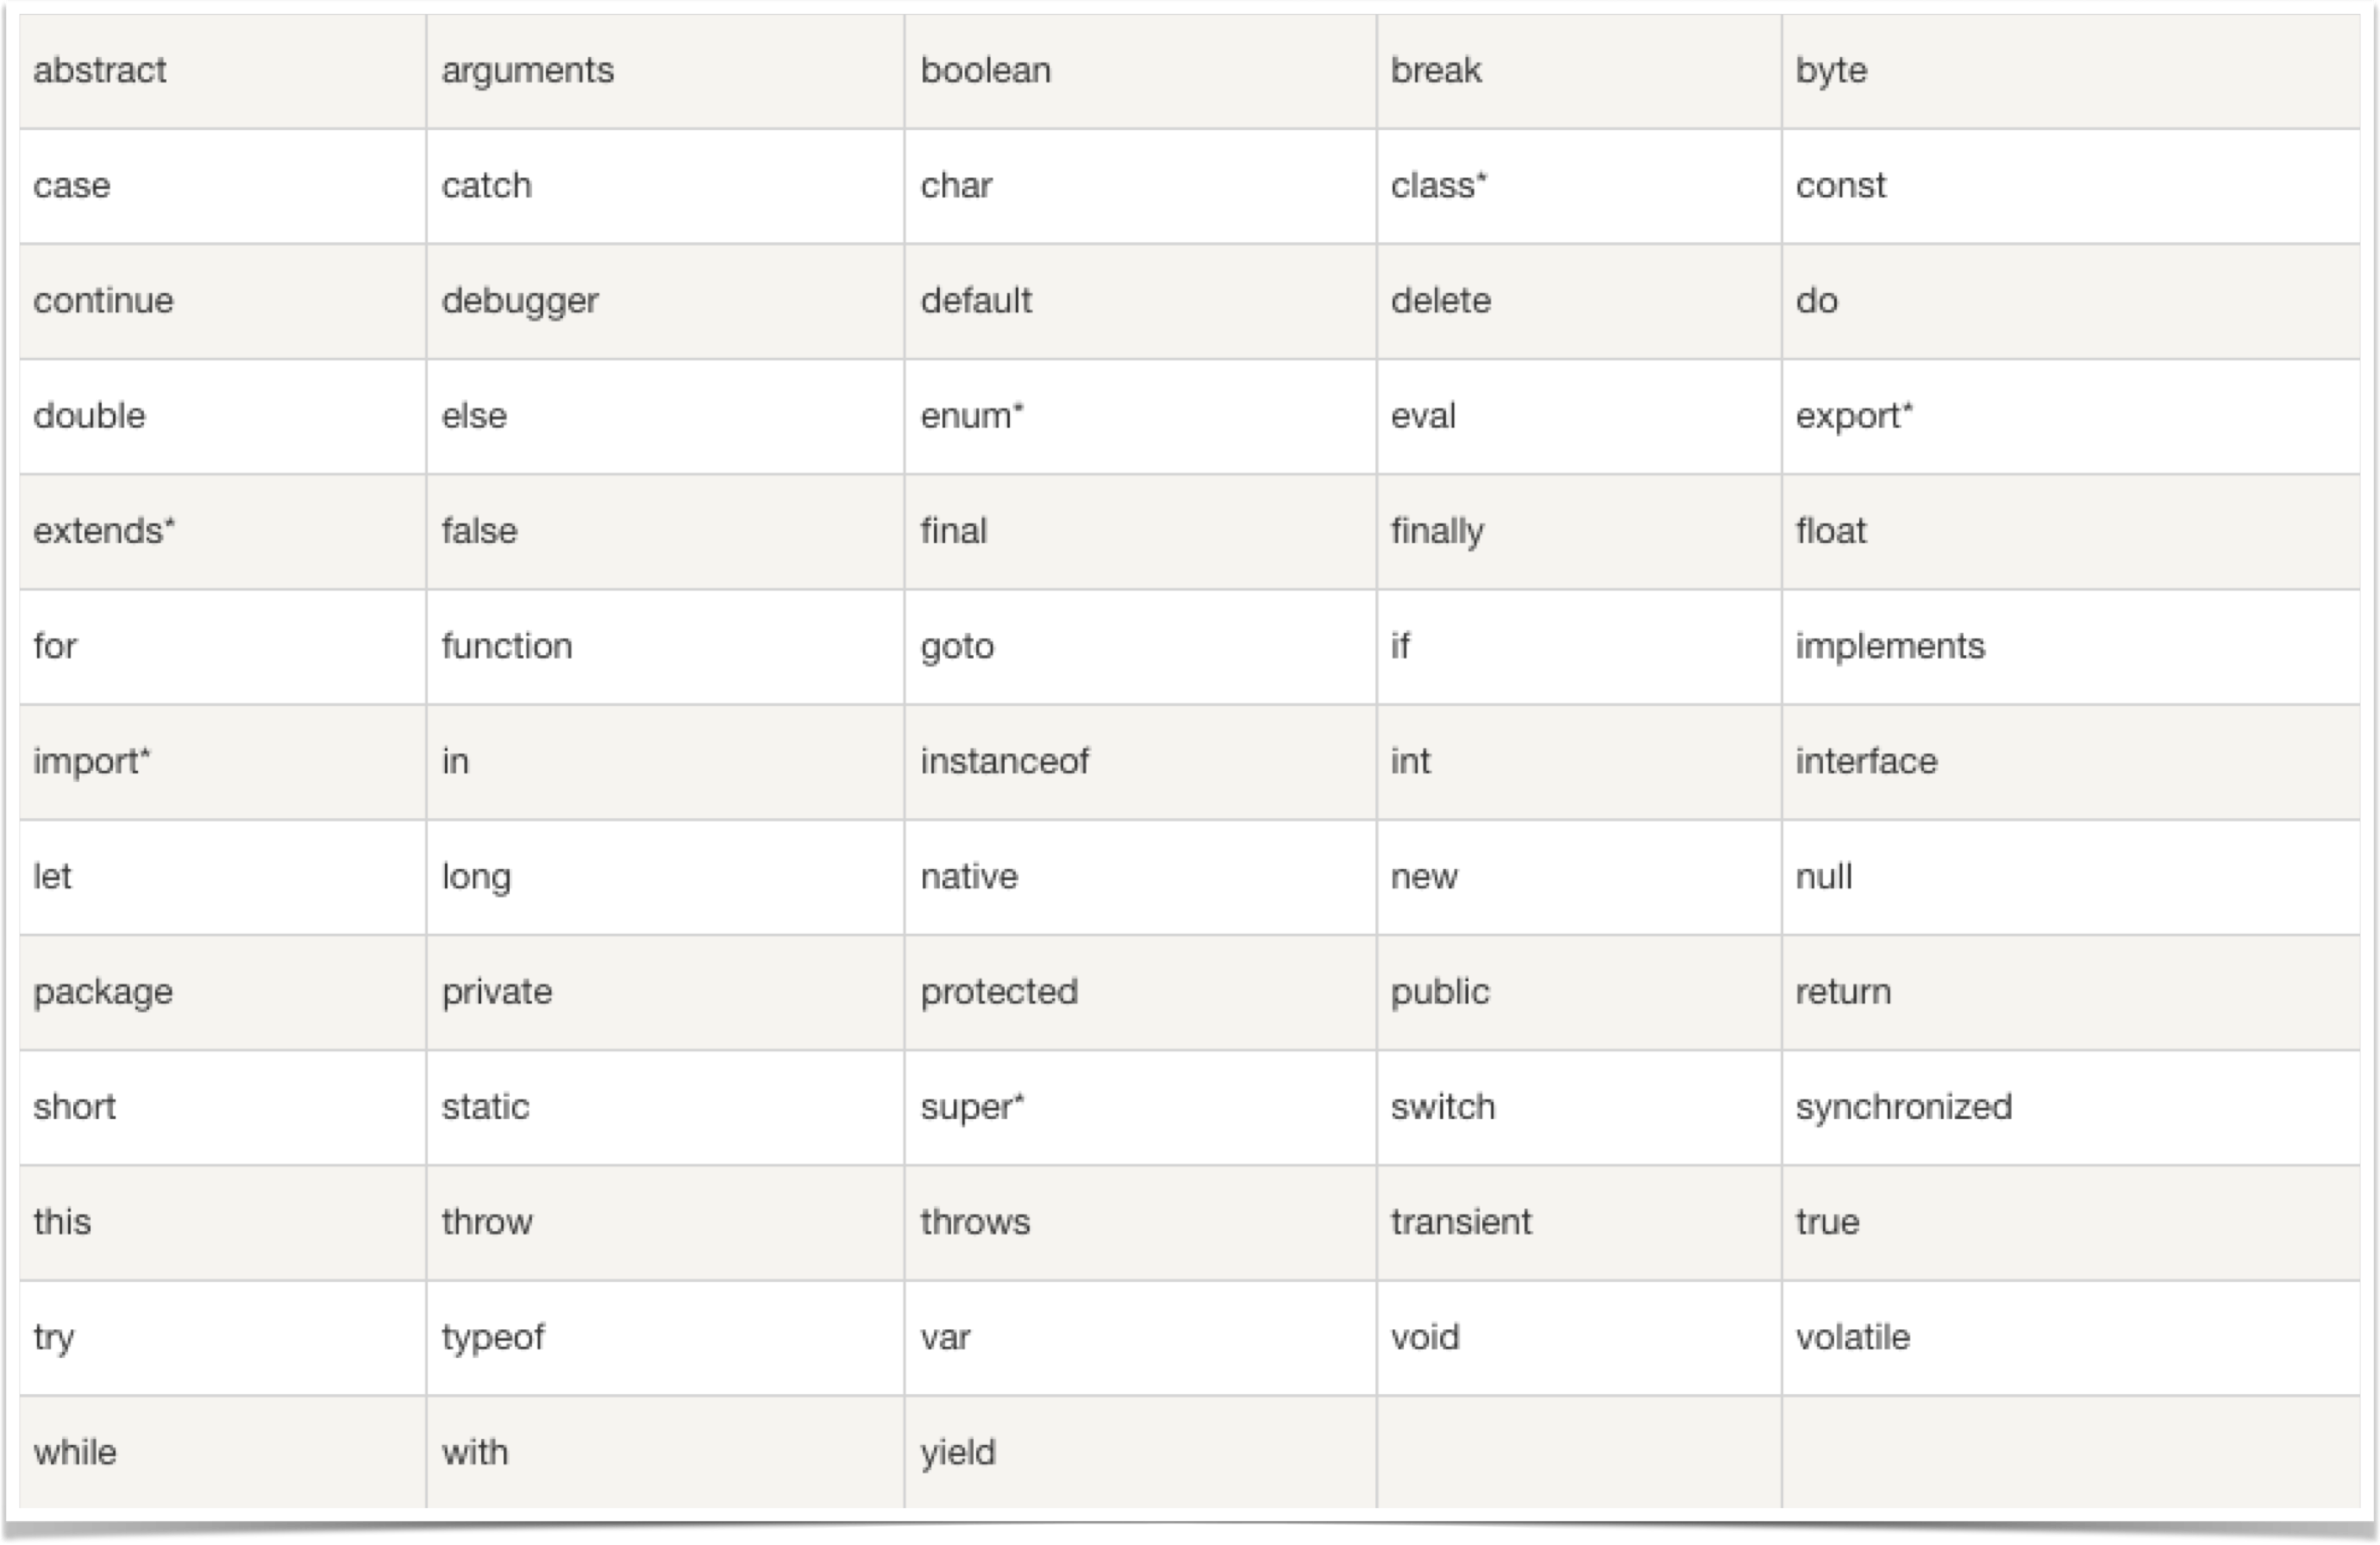 abstract arguments boolean break byte
case catch char class* const
continue debugger default delete do
double else enum* eval export*
extends* false final finally float
for function goto if implements
import* in instanceof int interface
let long native new null
package private protected public return
short static super* switch synchronized
this throw throws transient true
try typeof var void volatile
while with yield